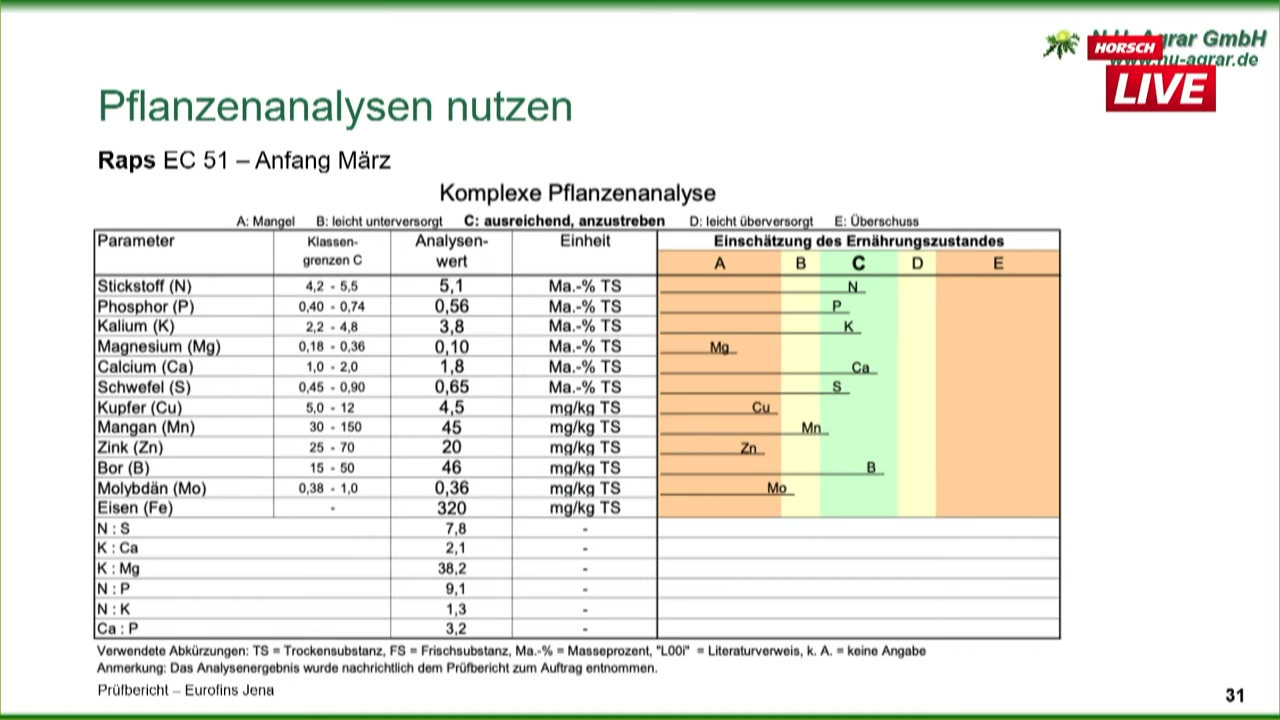 Agrar GmbH
HORSCH
nu-agrar.de
LIVE
Pflanzenanalysen nutzen
Raps EC 51 – Anfang März
Komplexe Pflanzenanalyse
A: Mangel B: leicht unterversorgt C: ausreichend, anzustreben D: leicht überversorgt E: Überschuss
Parameter Klassen-grenzen C Analysen-wert Einheit Einschätzung des Ernährungszustandes
A B C D E
Stickstoff (N) 4,2 - 5,5 5,1 Ma.-% TS N
Phosphor (P) 0,40 - 0,74 0,56 Ma.-% TS P
Kalium (K) 2,2 - 4,8 3,8 Ma.-% TS K
Magnesium (Mg) 0,18 - 0,36 0,10 Ma.-% TS Mg
Calcium (Ca) 1,0 - 2,0 1,8 Ma.-% TS Ca
Schwefel (S) 0,45 - 0,90 0,65 Ma.-% TS S
Kupfer (Cu) 5,0 - 12 4,5 mg/kg TS Cu
Mangan (Mn) 30 - 150 45 mg/kg TS Mn
Zink (Zn) 25 - 70 20 mg/kg TS Zn
Bor (B) 15 - 50 46 mg/kg TS B
Molybdän (Mo) 0,38 - 1,0 0,36 mg/kg TS Mo
Eisen (Fe) - 320 mg/kg TS
N : S 7,8 -
K : Ca 2,1 -
K : Mg 38,2 -
N : P 9,1 -
N : K 1,3 -
Ca : P 3,2 -
Verwendete Abkürzungen: TS = Trockensubstanz, FS = Frischsubstanz, Ma.-% = Masseprozent, "L00i" = Literaturverweis, k. A. = keine Angabe
Anmerkung: Das Analysenergebnis wurde nachrichtlich dem Prüfbericht zum Auftrag entnommen.
Prüfbericht – Eurofins Jena
31